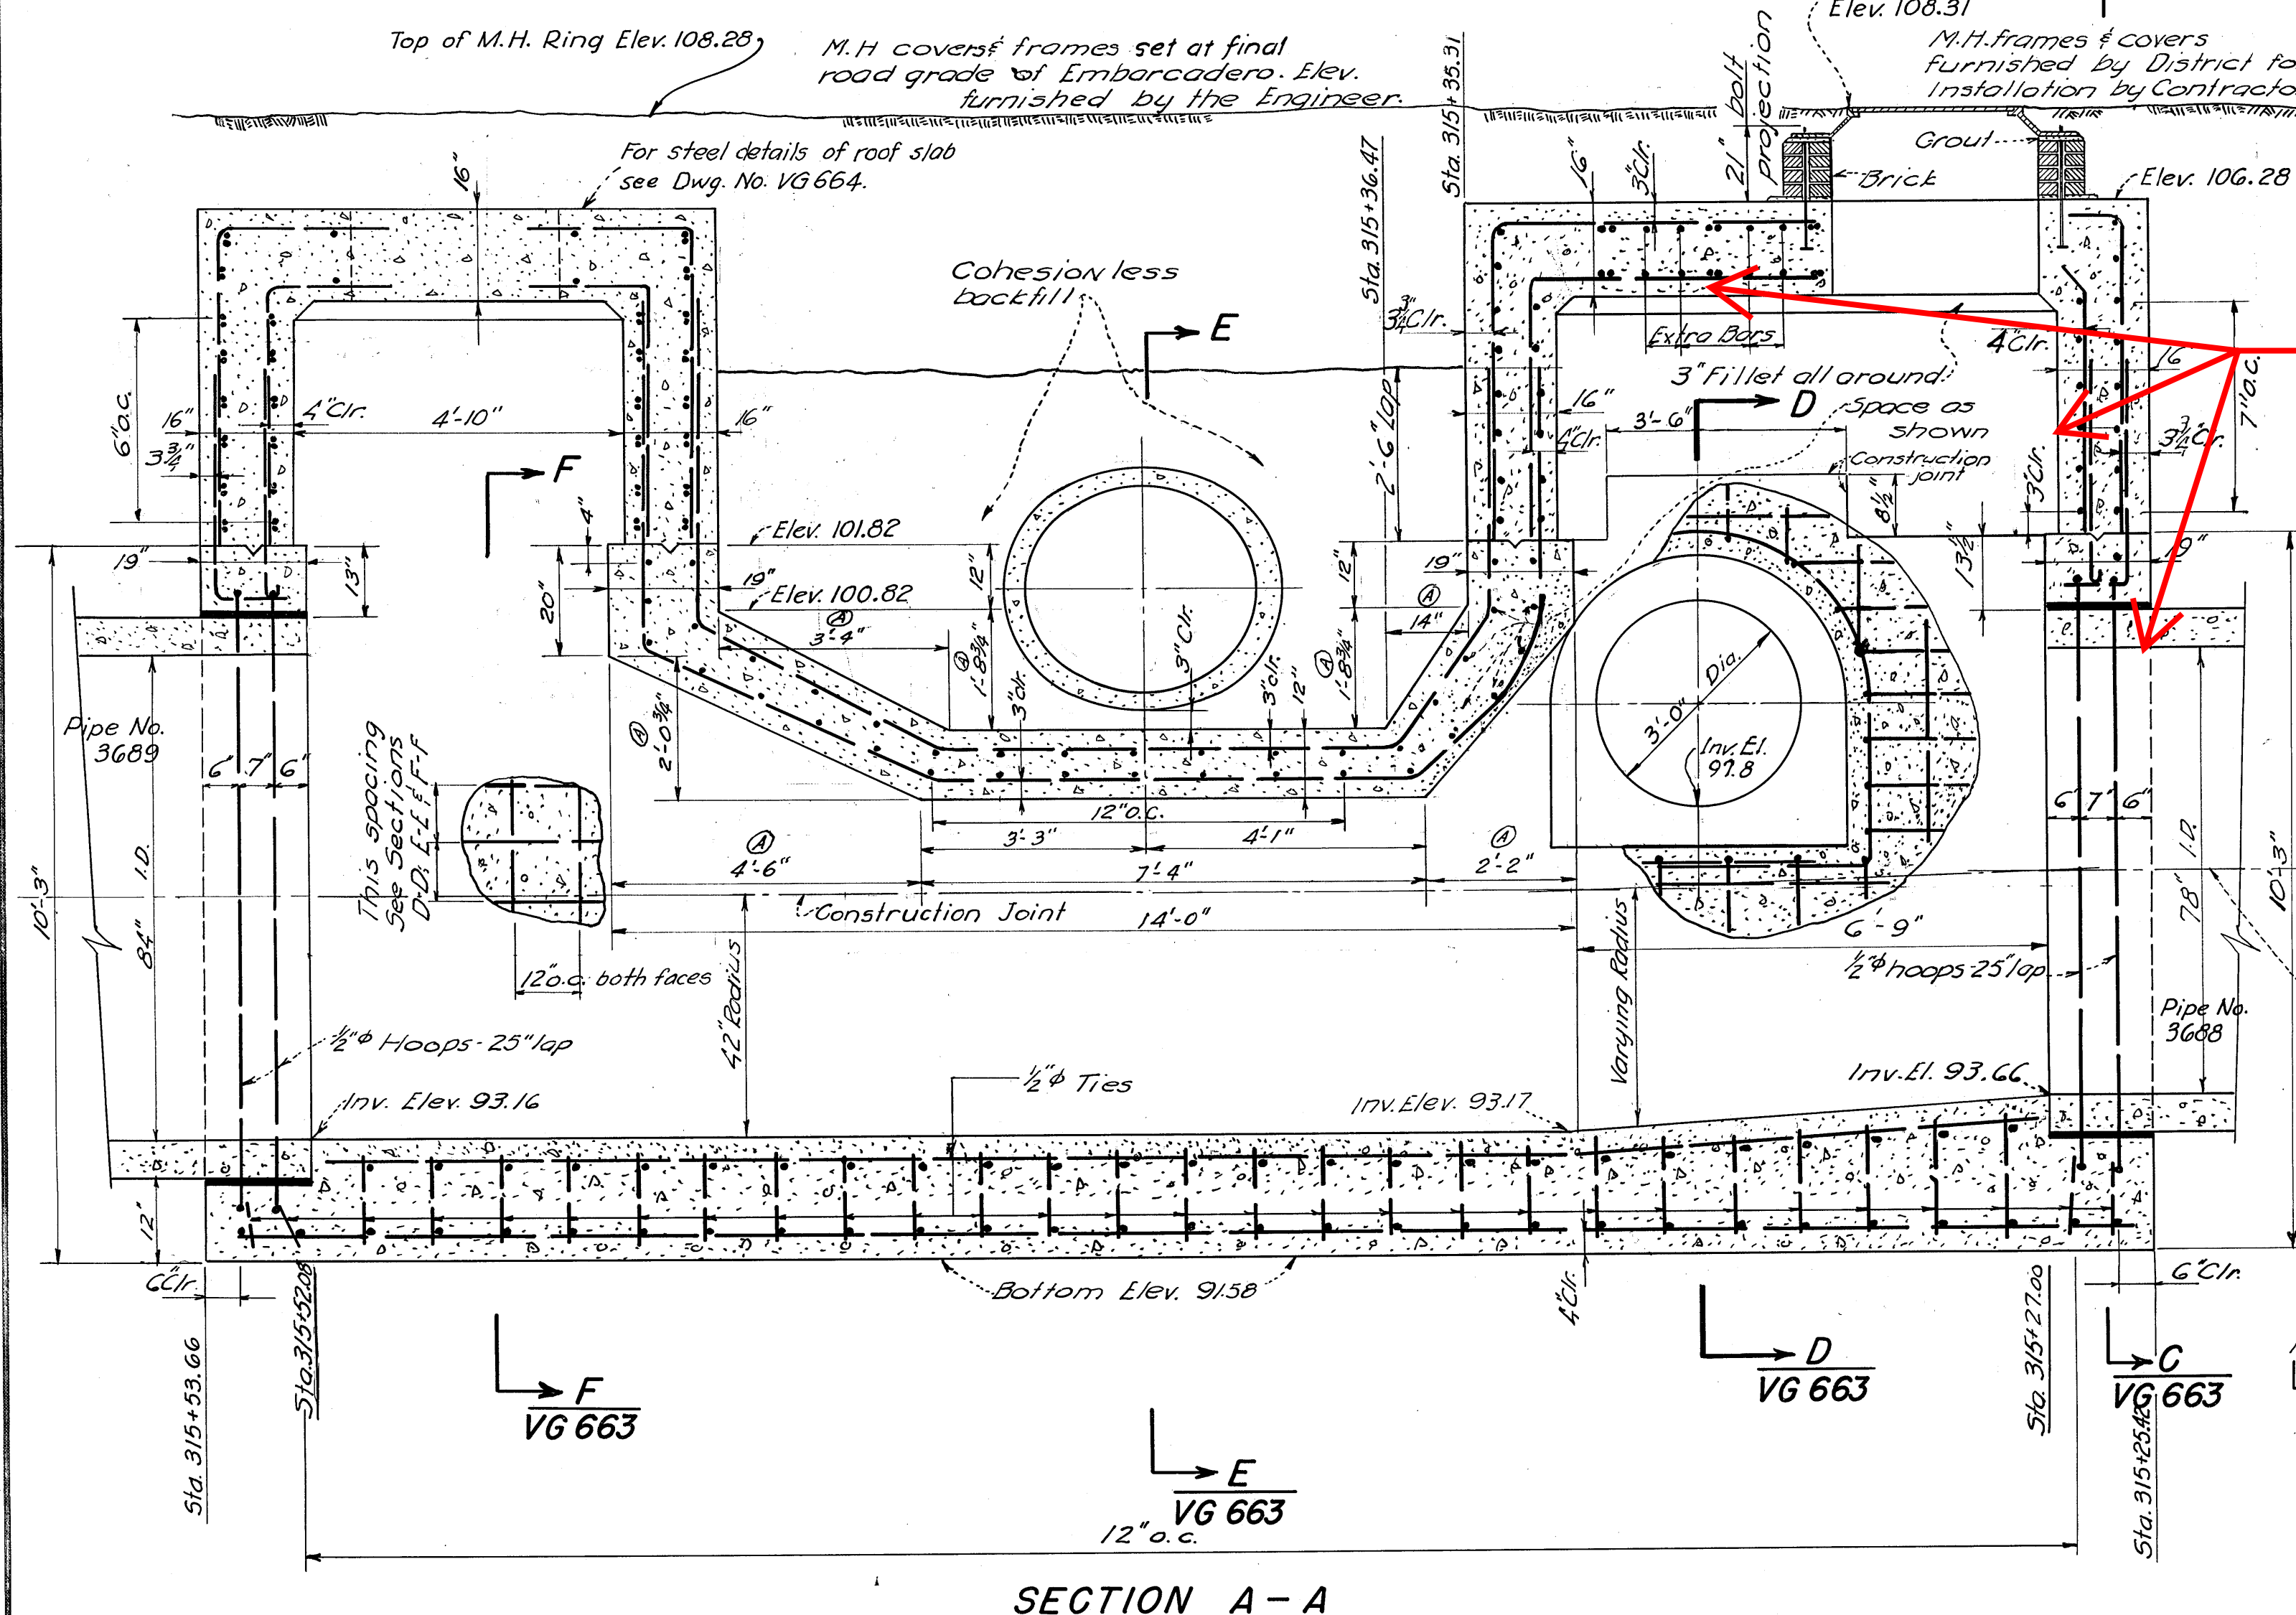 Elev. 108.31
Top of M.H. Ring Elev. 108.28
M.H covers & frames set at final
road grade of Embarcadero. Elev.
furnished by the Engineer.
M.H. frames & covers
furnished by District fo
Installation by Contracto
Sta. 315+35.31
21" bolt
projection
Grout
Brick
Elev. 106.28
For steel details of roof slab
see Dwg. No. VG 664.
16"
16"
3"Clr.
Sta. 315+36.47
Cohesionless
backfill
E
3 3/4"Clr.
Extra Bars
4"Clr.
16
3" Fillet all around
7"o.c.
6"o.c.
16"
4"Clr.
4'-10"
16"
3 3/4"
2'-6" Lap
16"
4"Clr.
3'-6"
D
Space as
shown
Construction
joint
3"Clr.
3 3/4"Clr.
F
8 1/2"
4"
Elev. 101.82
19"
13"
20"
19"
12"
12"
19"
13 1/2"
19"
Elev. 100.82
A
3'-4"
A
14"
A
1'-8 3/4"
3"Clr.
3"clr.
3"clr.
12"
A
1'-8 3/4"
3'-0" Dia.
Inv. El.
97.8
Pipe No.
3689
6" 7" 6"
This spacing
See Sections
D-D, E-E & F-F
A
2'-0 3/4"
12"o.c.
3'-3"
4'-1"
6" 7" 6"
A
4'-6"
7'-4"
A
2'-2"
Construction Joint
14'-0"
6'-9"
10'-3"
84" I.D.
78" I.D.
10'-3"
12"o.c. both faces
42" Radius
Varying Radius
1/2"φ hoops-25"lap
Pipe No.
3688
1/2"φ Hoops-25"lap
1/2"φ Ties
Inv. Elev. 93.16
Inv. Elev. 93.17
Inv. El. 93.66
12"
6"Clr.
Bottom Elev. 91.58
4"Clr.
6"Clr.
Sta. 315+53.66
Sta. 315+52.08
Sta. 315+27.00
Sta. 315+25.42
F
VG 663
E
VG 663
D
VG 663
C
VG 663
12"o.c.
SECTION A-A